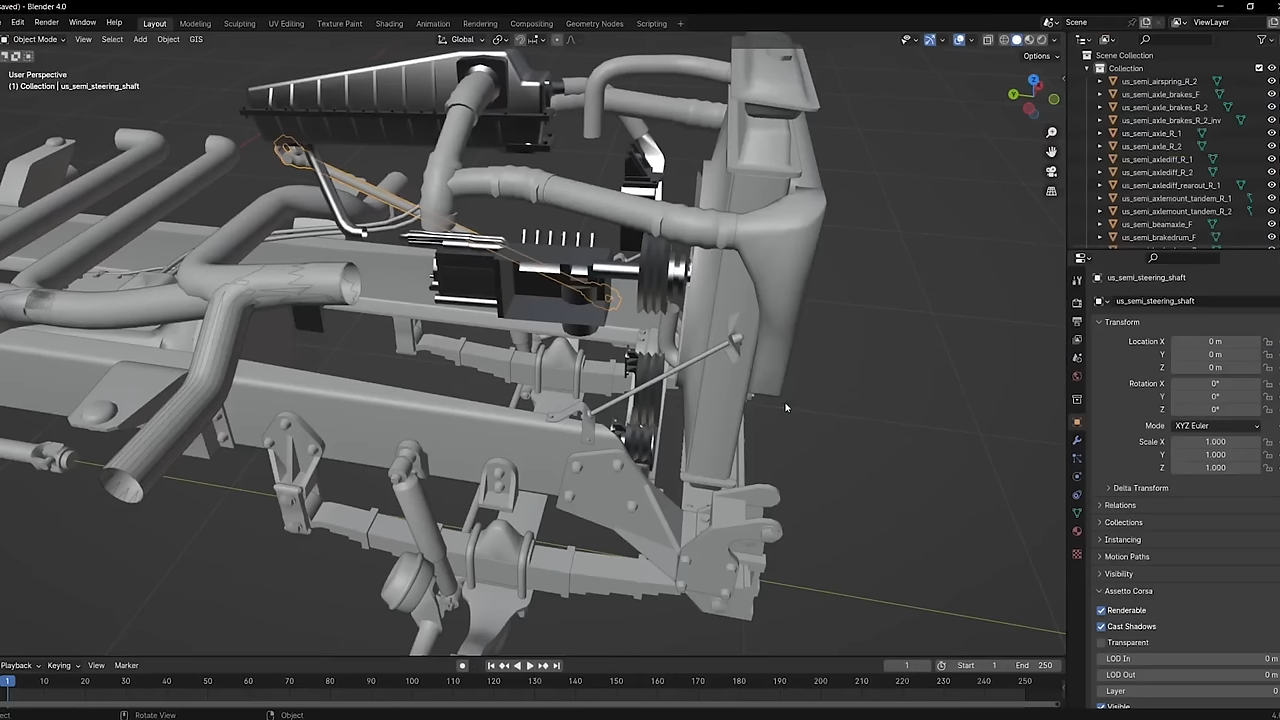 saved) - Blender 4.0
Edit Render Window Help Layout Modeling Sculpting UV Editing Texture Paint Shading Animation Rendering Compositing Geometry Nodes Scripting + Scene ViewLayer
Object Mode View Select Add Object GIS Global
Options
User Perspective
(1) Collection | us_semi_steering_shaft
Z
Y
Scene Collection
Collection
us_semi_airspring_R_2
us_semi_axle_brakes_F
us_semi_axle_brakes_R_2
us_semi_axle_brakes_R_2_inv
us_semi_axle_R_1
us_semi_axle_R_2
us_semi_axlediff_R_1
us_semi_axlediff_R_2
us_semi_axlediff_rearout_R_1
us_semi_axlemount_tandem_R_1
us_semi_axlemount_tandem_R_2
us_semi_beamaxle_F
us_semi_brakedrum_F
us_semi_steering_shaft
us_semi_steering_shaft
Transform
Location X 0 m
Y 0 m
Z 0 m
Rotation X 0°
Y 0°
Z 0°
Mode XYZ Euler
Scale X 1.000
Y 1.000
Z 1.000
Delta Transform
Relations
Collections
Instancing
Motion Paths
Visibility
Assetto Corsa
Renderable
Cast Shadows
Transparent
LOD In 0 m
LOD Out 0 m
Layer 0
Visible
Playback Keying View Marker 1 Start 1 End 250
1 10 20 30 40 50 60 70 80 90 100 110 120 130 140 150 160 170 180 190 200 210 220 230 240 250
ect Rotate View Object